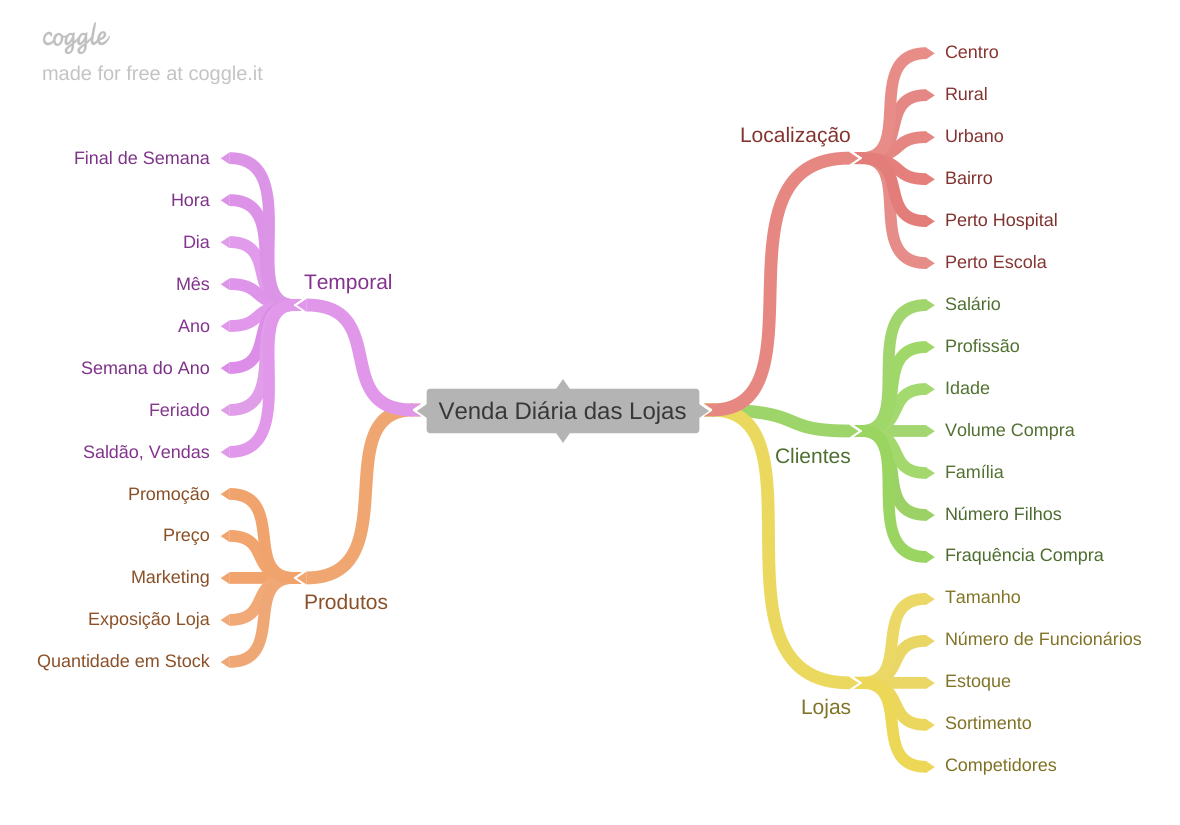 coggle
made for free at coggle.it
Final de Semana
Hora
Dia
Mês
Ano
Semana do Ano
Feriado
Saldão, Vendas
Temporal
Promoção
Preço
Marketing
Exposição Loja
Quantidade em Stock
Produtos
Venda Diária das Lojas
Localização
Centro
Rural
Urbano
Bairro
Perto Hospital
Perto Escola
Clientes
Salário
Profissão
Idade
Volume Compra
Família
Número Filhos
Fraquência Compra
Lojas
Tamanho
Número de Funcionários
Estoque
Sortimento
Competidores